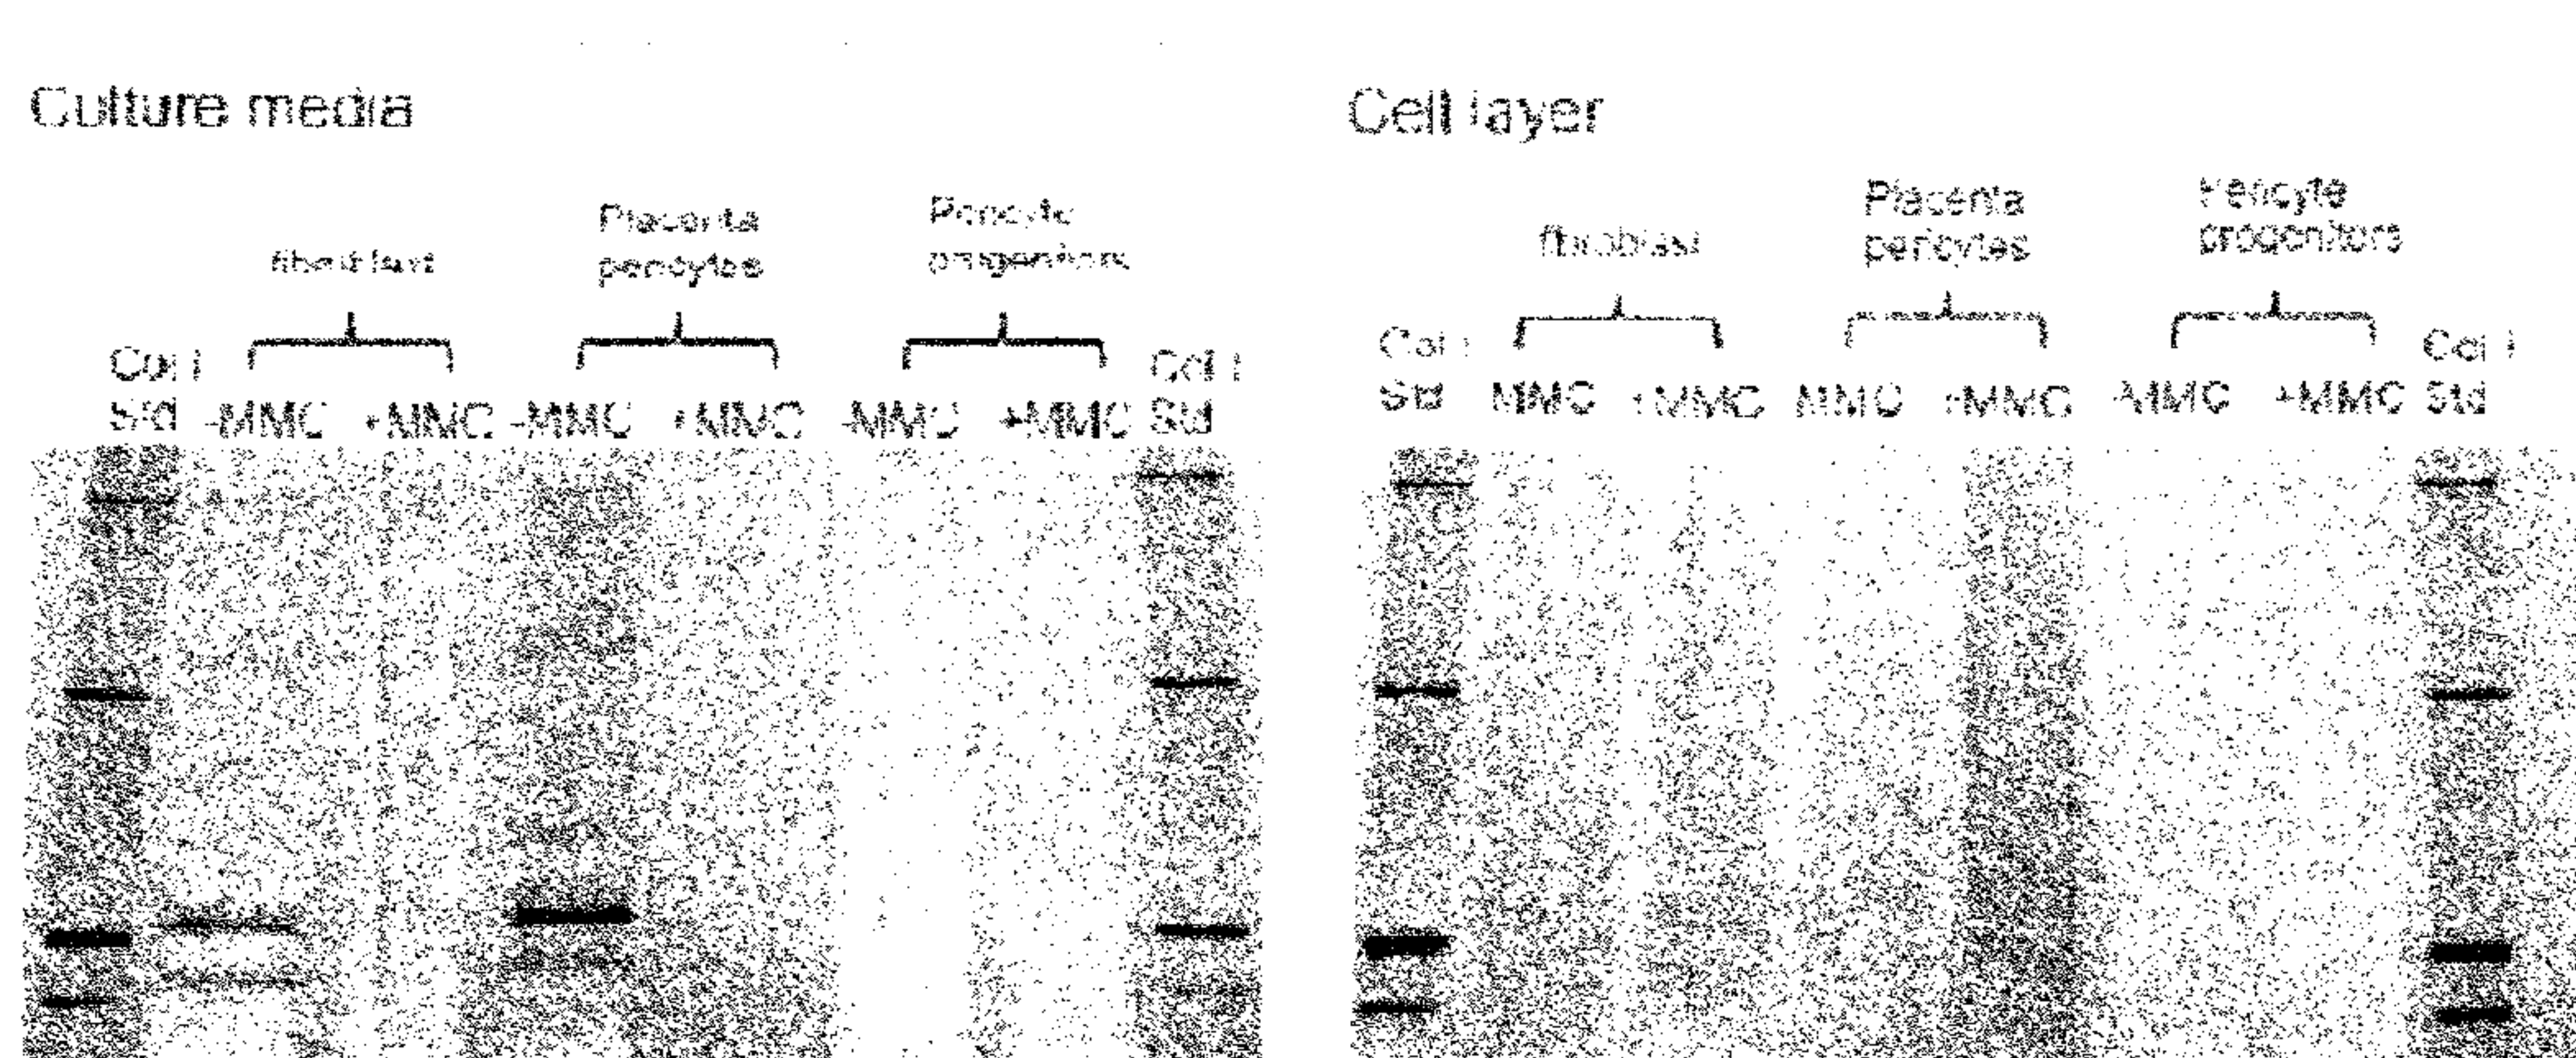 Culture media
fibroblast
Placenta
pericytes
Pericyte
progenitors
Col I
Std
-MMC +MMC -MMC +MMC -MMC +MMC
Col I
Std
Cell layer
fibroblast
Placenta
pericytes
Pericyte
progenitors
Col I
Std
MMC +MMC MMC +MMC -MMC +MMC
Col I
Std